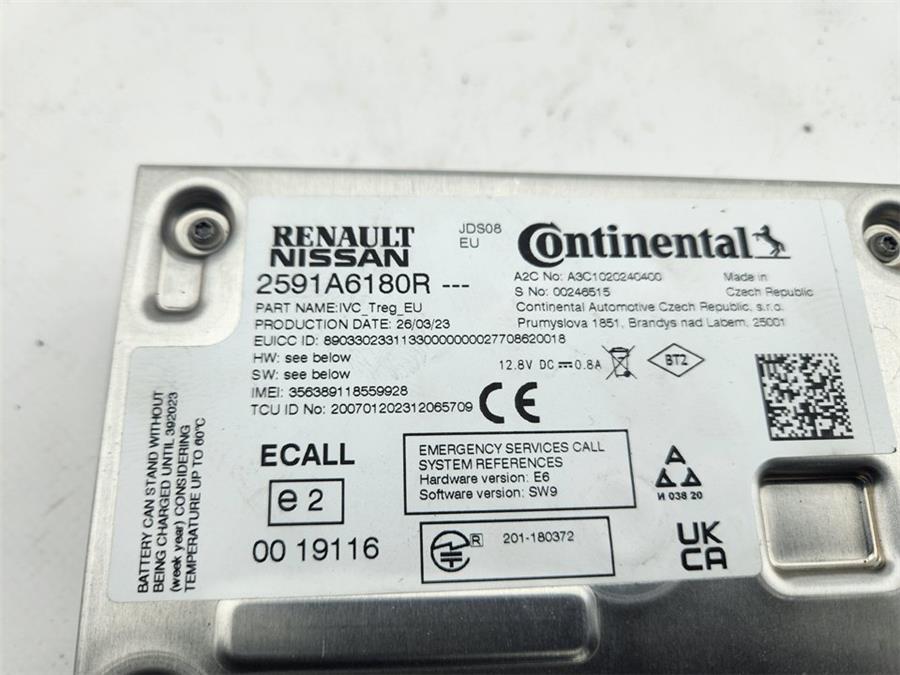 RENAULT
NISSAN
JDS08
EU
Continental
2591A6180R ---
A2C No: A3C1020240400
Made in
S No: 00246515
Czech Republic
PART NAME:IVC_Treg_EU
Continental Automotive Czech Republic, s.r.o.
PRODUCTION DATE: 26/03/23
Prumyslova 1851, Brandys nad Labem, 25001
EUICC ID: 89033023311330000000027708620018
HW: see below
12.8V DC 0.8A
BT2
SW: see below
IMEI: 356389118559928
TCU ID No: 200701202312065709
CE
BATTERY CAN STAND WITHOUT
BEING CHARGED UNTIL 392023
(week year) CONSIDERING
TEMPERATURE UP TO 60°C
ECALL
e2
00 19116
EMERGENCY SERVICES CALL
SYSTEM REFERENCES
Hardware version: E6
Software version: SW9
R
201-180372
И 038 20
UK
CA